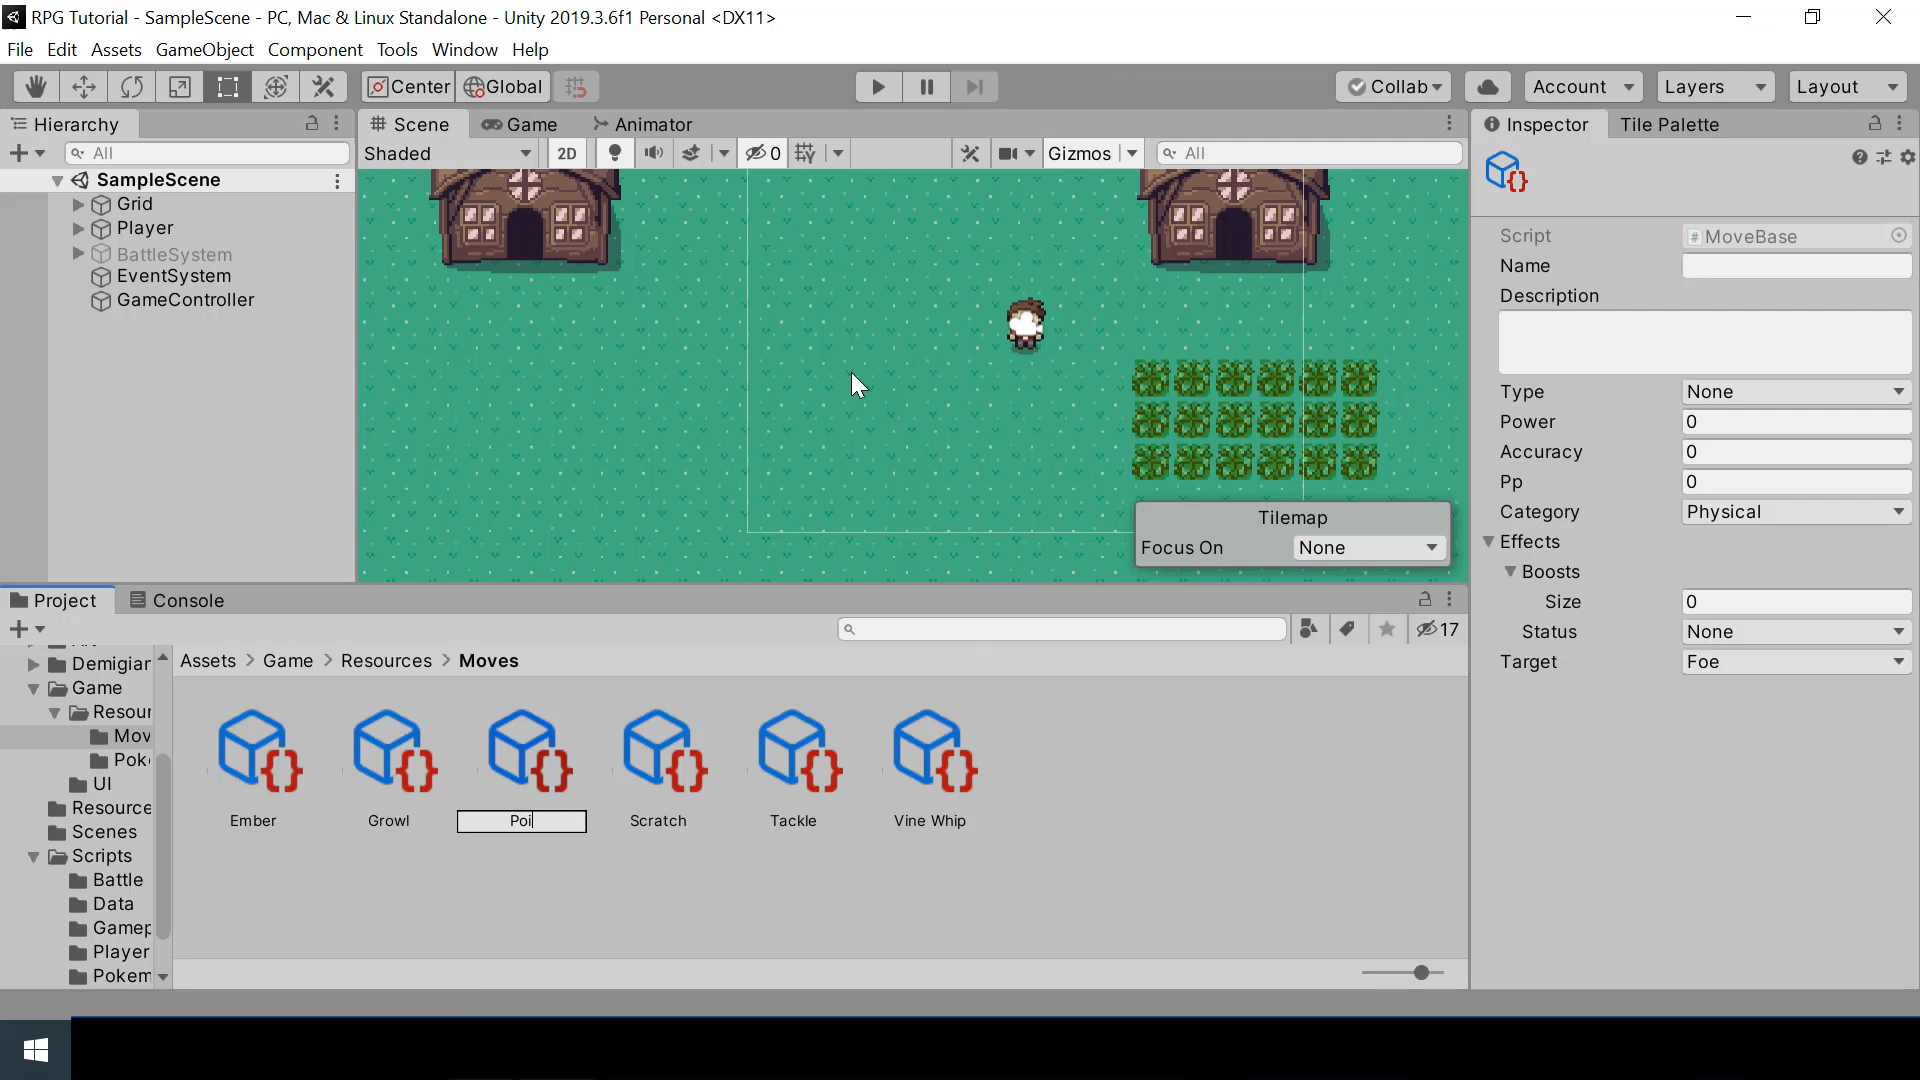 RPG Tutorial - SampleScene - PC, Mac & Linux Standalone - Unity 2019.3.6f1 Personal <DX11>
File Edit Assets GameObject Component Tools Window Help
Center Global Collab Account Layers Layout
Hierarchy
All
SampleScene
Grid
Player
BattleSystem
EventSystem
GameController
Scene Game Animator
Shaded 2D 0 Gizmos All
Tilemap
Focus On None
Inspector Tile Palette
Script MoveBase
Name
Description
Type None
Power 0
Accuracy 0
Pp 0
Category Physical
Effects
Boosts
Size 0
Status None
Target Foe
Project Console
17
Demigiar
Game
Resour
Mov
Pok
UI
Resource
Scenes
Scripts
Battle
Data
Gamep
Player
Pokem
Assets > Game > Resources > Moves
Ember Growl Poi Scratch Tackle Vine Whip